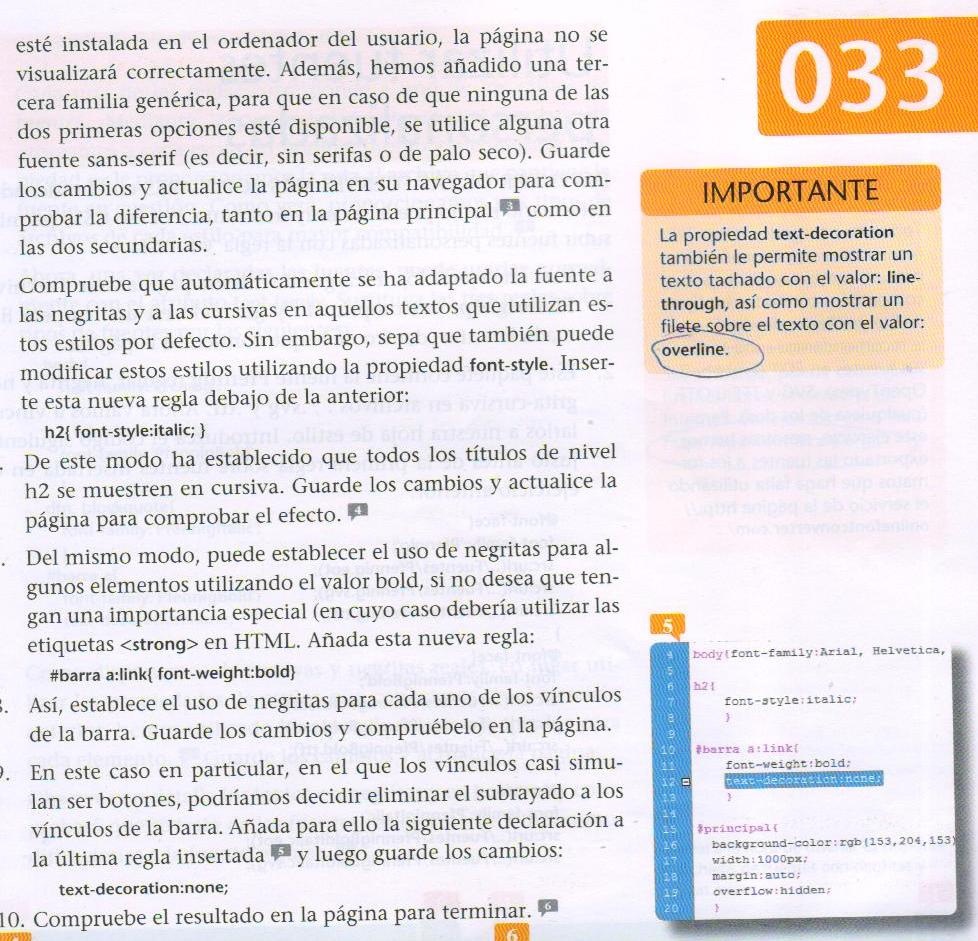 esté instalada en el ordenador del usuario, la página no se
visualizará correctamente. Además, hemos añadido una ter-
cera familia genérica, para que en caso de que ninguna de las
dos primeras opciones esté disponible, se utilice alguna otra
fuente sans-serif (es decir, sin serifas o de palo seco). Guarde
los cambios y actualice la página en su navegador para com-
probar la diferencia, tanto en la página principal 3 como en
las dos secundarias.
Compruebe que automáticamente se ha adaptado la fuente a
las negritas y a las cursivas en aquellos textos que utilizan es-
tos estilos por defecto. Sin embargo, sepa que también puede
modificar estos estilos utilizando la propiedad font-style. Inser-
te esta nueva regla debajo de la anterior:
h2{ font-style:italic; }
De este modo ha establecido que todos los títulos de nivel
h2 se muestren en cursiva. Guarde los cambios y actualice la
página para comprobar el efecto. 4
Del mismo modo, puede establecer el uso de negritas para al-
gunos elementos utilizando el valor bold, si no desea que ten-
gan una importancia especial (en cuyo caso debería utilizar las
etiquetas <strong> en HTML. Añada esta nueva regla:
#barra a:link{ font-weight:bold}
Así, establece el uso de negritas para cada uno de los vínculos
de la barra. Guarde los cambios y compruébelo en la página.
9. En este caso en particular, en el que los vínculos casi simu-
lan ser botones, podríamos decidir eliminar el subrayado a los
vínculos de la barra. Añada para ello la siguiente declaración a
la última regla insertada 5 y luego guarde los cambios:
text-decoration:none;
10. Compruebe el resultado en la página para terminar. 6
6
033
IMPORTANTE
La propiedad text-decoration
también le permite mostrar un
texto tachado con el valor: line-
through, así como mostrar un
filete sobre el texto con el valor:
overline.
5
4 body{font-family:Arial, Helvetica,
5
6 h2{
7 font-style:italic;
8 }
9
10 #barra a:link{
11 font-weight:bold;
12 text-decoration:none;
13 }
14
15 #principal{
16 background-color:rgb(153,204,153)
17 width:1000px;
18 margin:auto;
19 overflow:hidden;
20 }